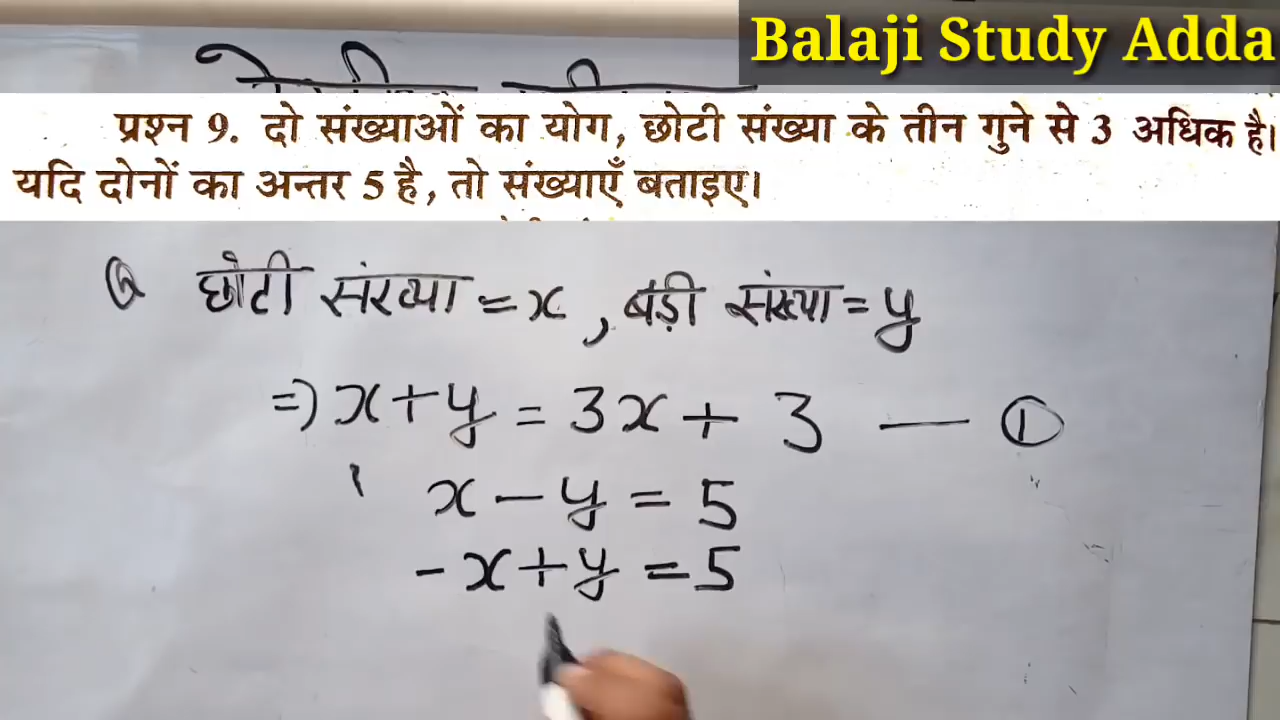 Balaji Study Adda
प्रश्न 9. दो संख्याओं का योग, छोटी संख्या के तीन गुने से 3 अधिक है।
यदि दोनों का अन्तर 5 है, तो संख्याएँ बताइए।
छोटी संख्या = x, बड़ी संख्या = y
=> x + y = 3x + 3 — ①
x - y = 5
- x + y = 5